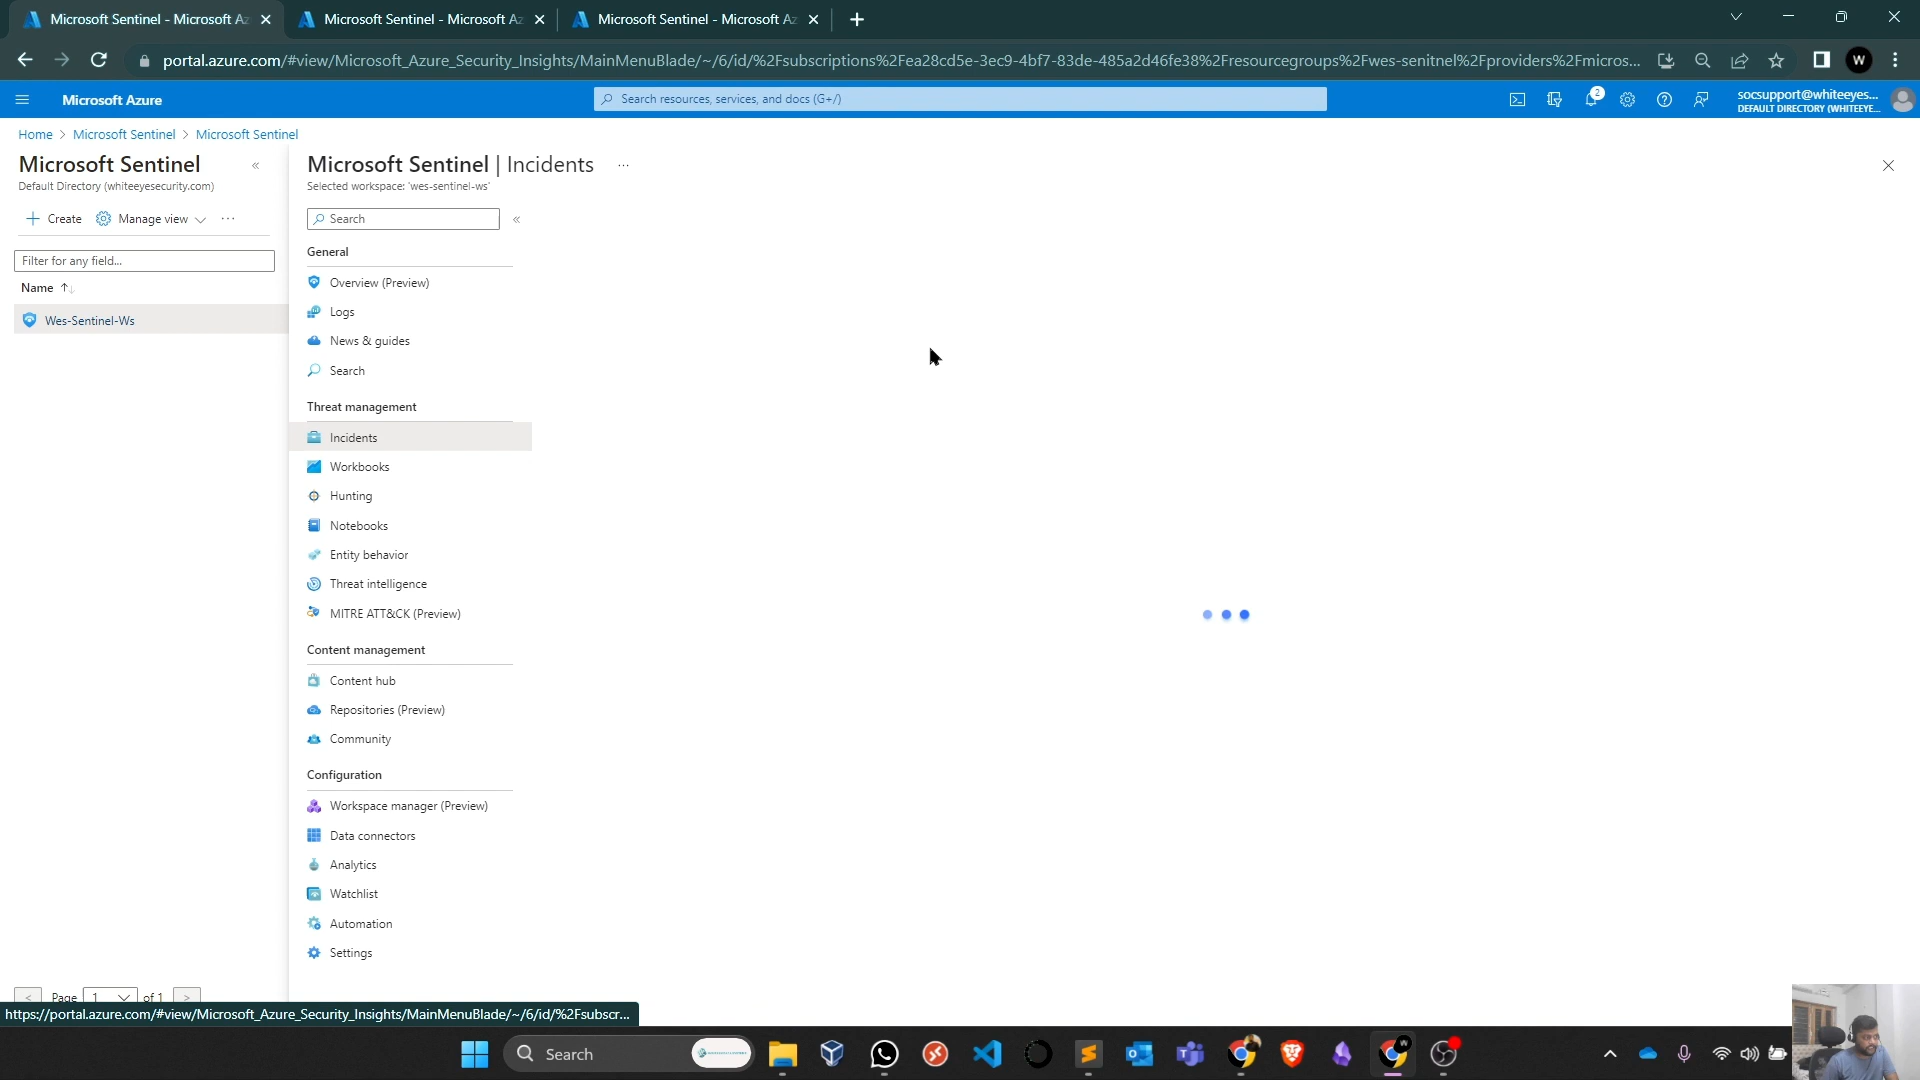 Microsoft Sentinel - Microsoft Az
Microsoft Sentinel - Microsoft Az
Microsoft Sentinel - Microsoft Az
portal.azure.com/#view/Microsoft_Azure_Security_Insights/MainMenuBlade/~/6/id/%2Fsubscriptions%2Fea28cd5e-3ec9-4bf7-83de-485a2d46fe38%2Fresourcegroups%2Fwes-senitnel%2Fproviders%2Fmicros...
W
Microsoft Azure
Search resources, services, and docs (G+/)
2
socsupport@whiteeyes...
DEFAULT DIRECTORY (WHITEEYE...
Home > Microsoft Sentinel > Microsoft Sentinel
Microsoft Sentinel
«
Default Directory (whiteeyesecurity.com)
Create
Manage view
...
Filter for any field...
Name
Wes-Sentinel-Ws
< Page 1 of 1 >
Microsoft Sentinel | Incidents
...
Selected workspace: 'wes-sentinel-ws'
Search
«
General
Overview (Preview)
Logs
News & guides
Search
Threat management
Incidents
Workbooks
Hunting
Notebooks
Entity behavior
Threat intelligence
MITRE ATT&CK (Preview)
Content management
Content hub
Repositories (Preview)
Community
Configuration
Workspace manager (Preview)
Data connectors
Analytics
Watchlist
Automation
Settings
https://portal.azure.com/#view/Microsoft_Azure_Security_Insights/MainMenuBlade/~/6/id/%2Fsubscr...
Search